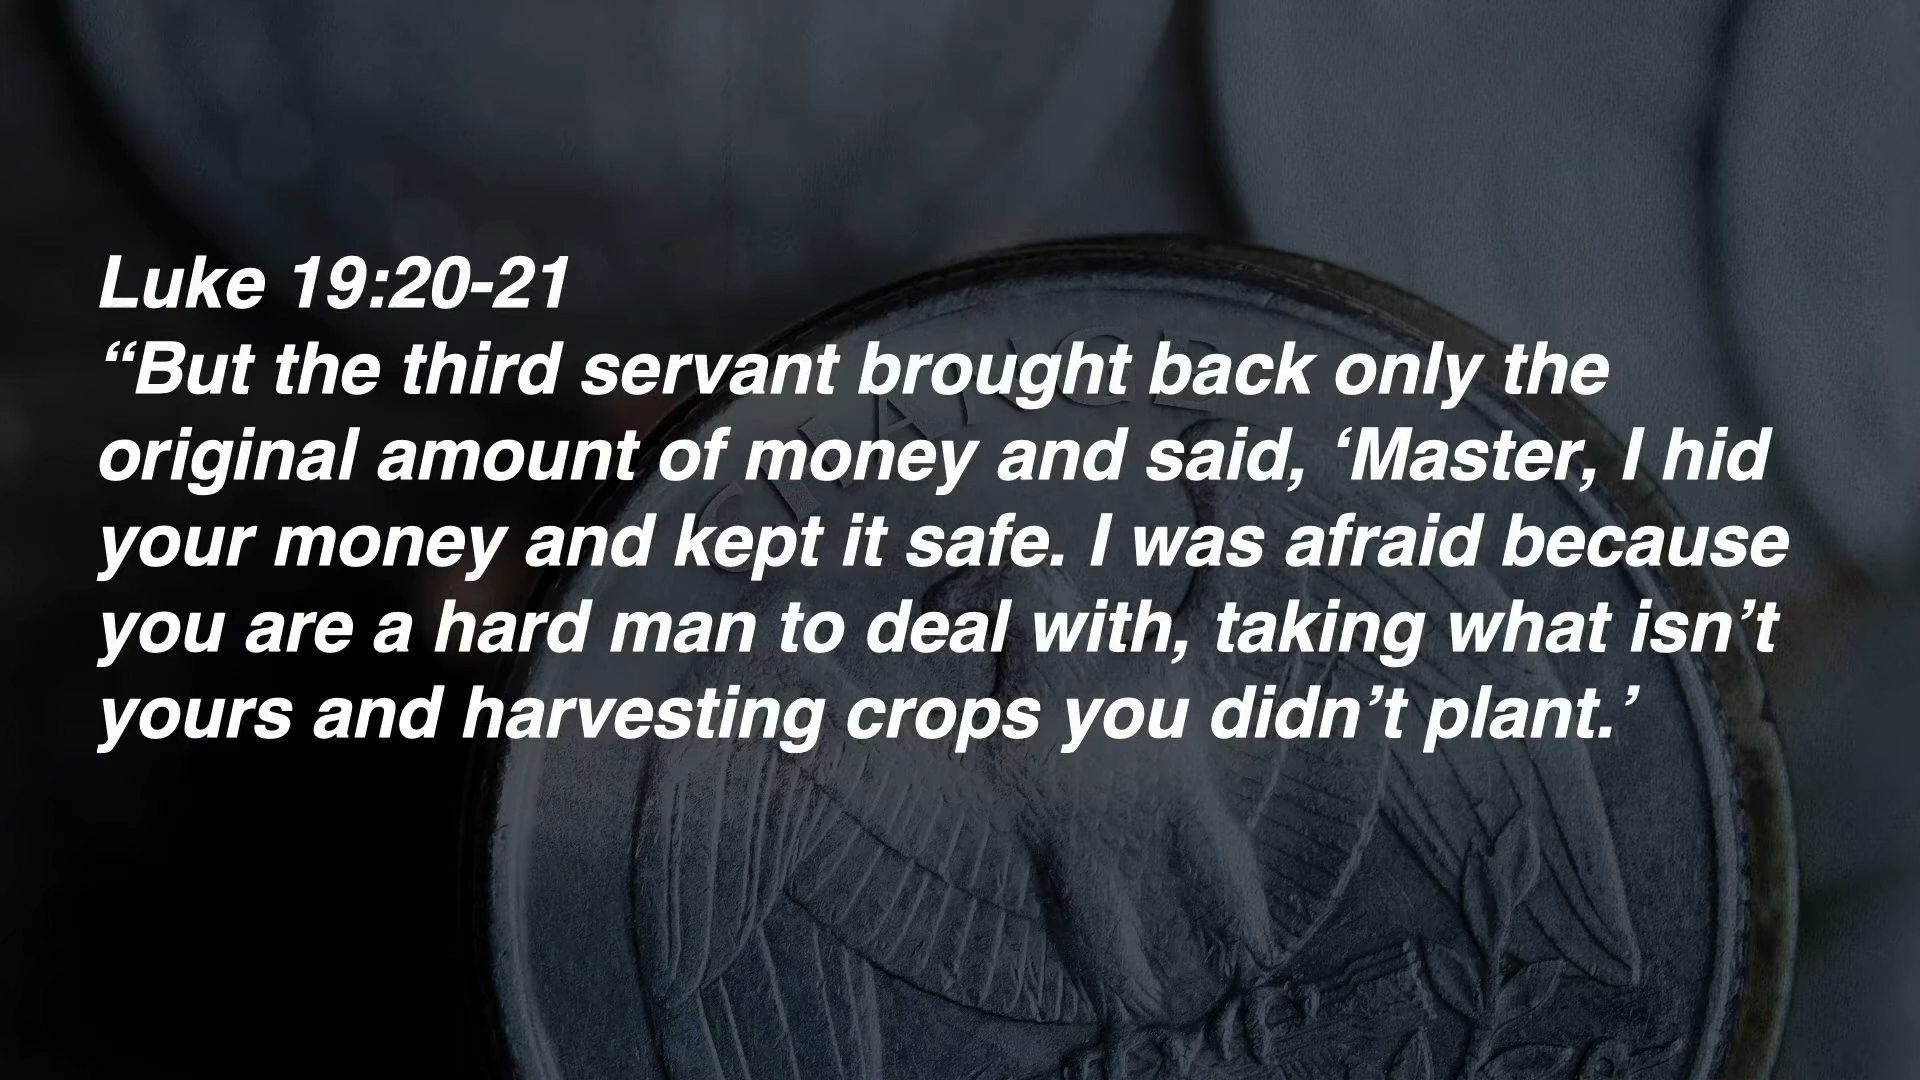 Luke 19:20-21
“But the third servant brought back only the
original amount of money and said, ‘Master, I hid
your money and kept it safe. I was afraid because
you are a hard man to deal with, taking what isn’t
yours and harvesting crops you didn’t plant.’
CHANGE